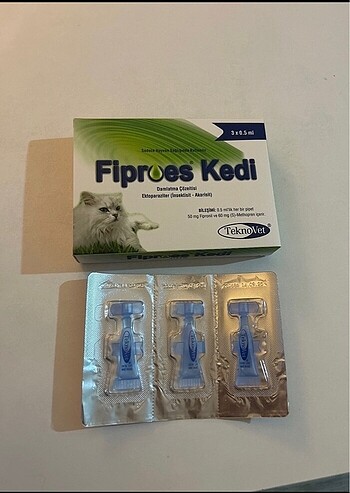 3 x 0.5 ml
Fiproes® Kedi
Damlatma Çözeltisi
Ektoparaziter (İnsektisit - Akarisit)
BİLEŞİMİ: 0.5 ml'lik her bir pipet
50 mg Fipronil ve 60 mg (S)-Methopren içerir.
TeknoVet